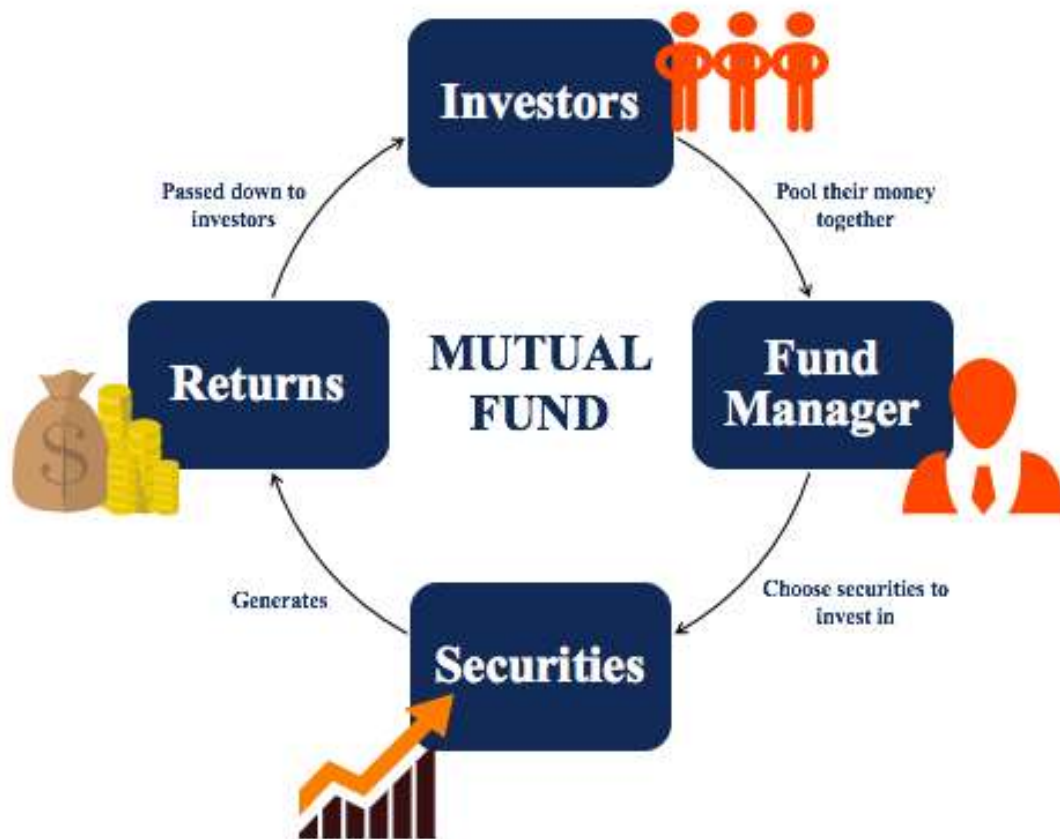 Investors
Pool their money
together
Fund
Manager
Choose securities to
invest in
Securities
Generates
Returns
$
Passed down to
investors
MUTUAL
FUND